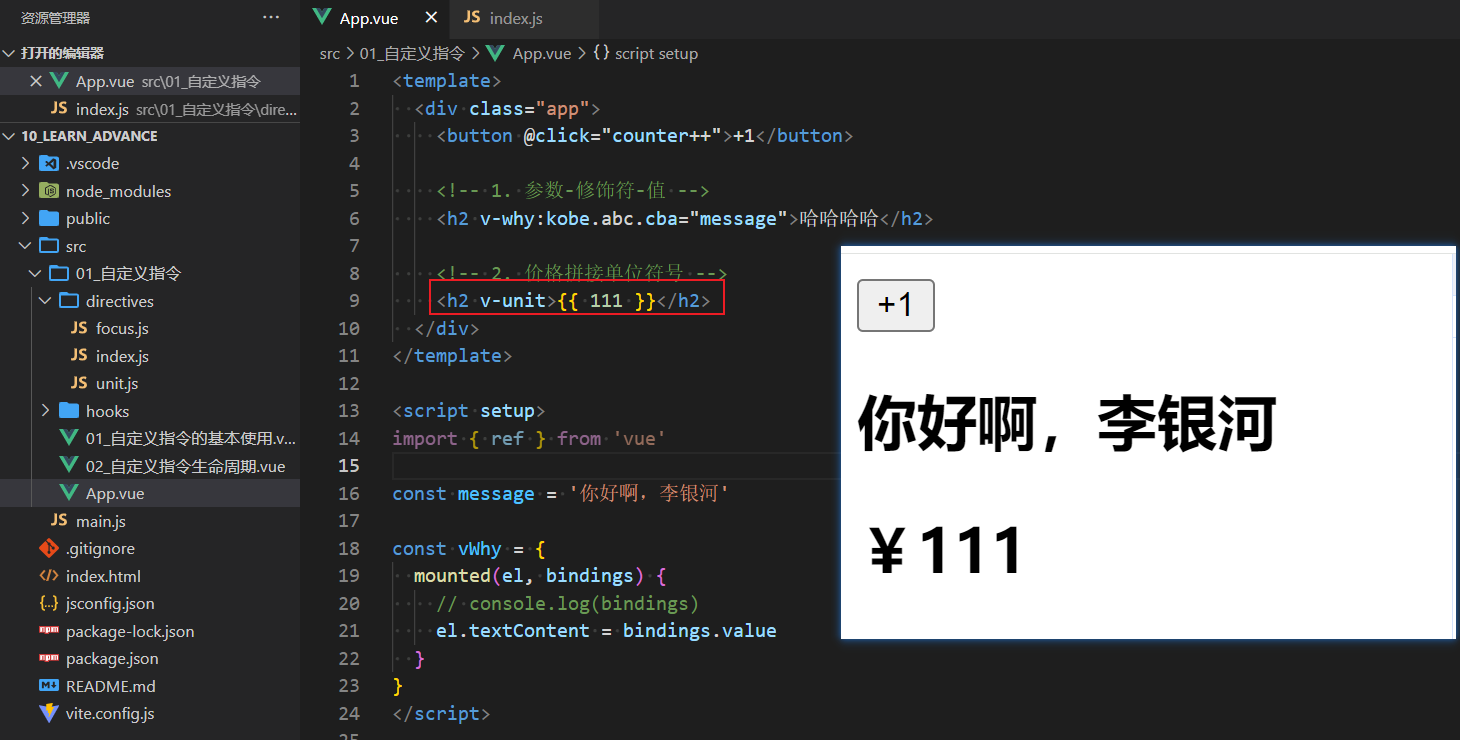 资源管理器
···
打开的编辑器
App.vue src\01_自定义指令
JS index.js src\01_自定义指令\dire...
10_LEARN_ADVANCE
.vscode
node_modules
public
src
01_自定义指令
directives
JS focus.js
JS index.js
JS unit.js
hooks
01_自定义指令的基本使用.v...
02_自定义指令生命周期.vue
App.vue
JS main.js
.gitignore
index.html
jsconfig.json
package-lock.json
package.json
README.md
vite.config.js
App.vue
JS index.js
src > 01_自定义指令 > App.vue > {} script setup
1 <template>
2 <div class="app">
3 <button @click="counter++">+1</button>
4
5 <!-- 1. 参数-修饰符-值 -->
6 <h2 v-why:kobe.abc.cba="message">哈哈哈哈</h2>
7
8 <!-- 2. 价格拼接单位符号 -->
9 <h2 v-unit>{{ 111 }}</h2>
10 </div>
11 </template>
12
13 <script setup>
14 import { ref } from 'vue'
15
16 const message = '你好啊，李银河'
17
18 const vWhy = {
19 mounted(el, bindings) {
20 // console.log(bindings)
21 el.textContent = bindings.value
22 }
23 }
24 </script>
25
+1
你好啊，李银河
￥111